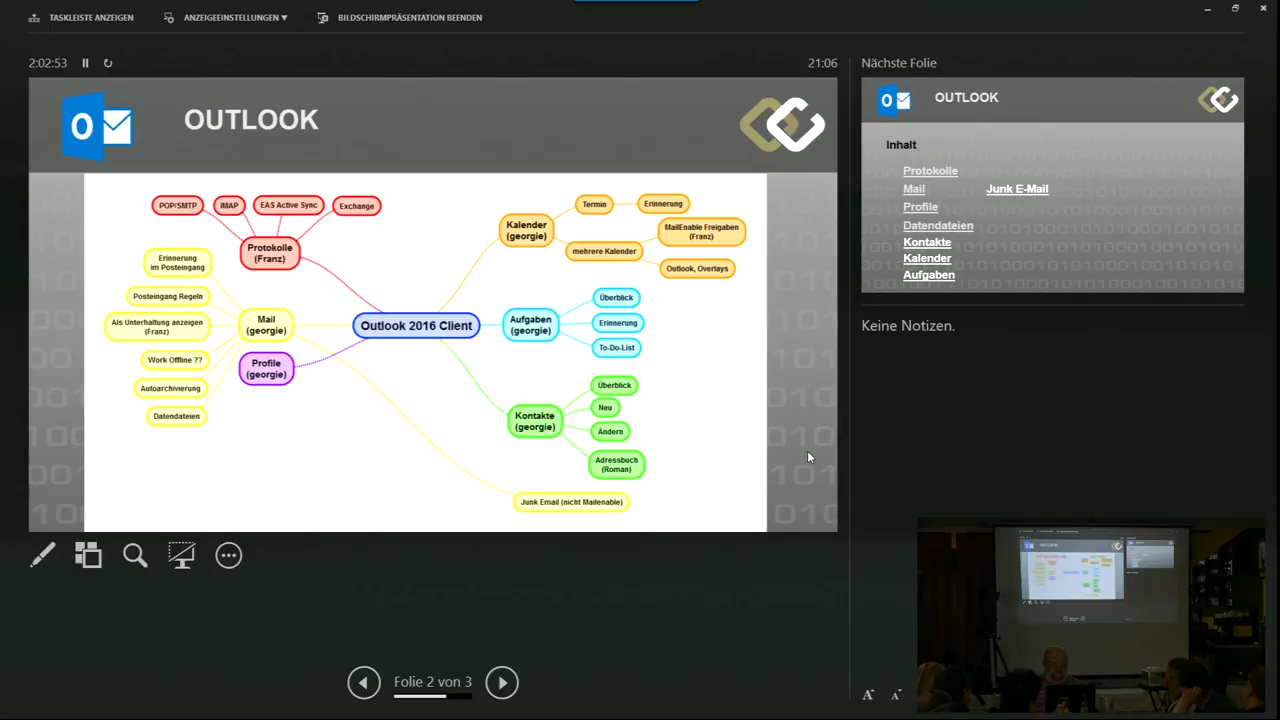 TASKLEISTE ANZEIGEN
ANZEIGEEINSTELLUNGEN ▼
BILDSCHIRMPRÄSENTATION BEENDEN
2:02:53
21:06
Nächste Folie
OUTLOOK
POP/SMTP
IMAP
EAS Active Sync
Exchange
Protokolle
(Franz)
Erinnerung
im Posteingang
Posteingang Regeln
Als Unterhaltung anzeigen
(Franz)
Work Offline ??
Autoarchivierung
Datendateien
Mail
(georgie)
Profile
(georgie)
Outlook 2016 Client
Kalender
(georgie)
Termin
Erinnerung
mehrere Kalender
MailEnable Freigaben
(Franz)
Outlook, Overlays
Aufgaben
(georgie)
Überblick
Erinnerung
To-Do-List
Kontakte
(georgie)
Überblick
Neu
Ändern
Adressbuch
(Roman)
Junk Email (nicht Mailenable)
OUTLOOK
Inhalt
Protokolle
Mail
Junk E-Mail
Profile
Datendateien
Kontakte
Kalender
Aufgaben
Keine Notizen.
Folie 2 von 3